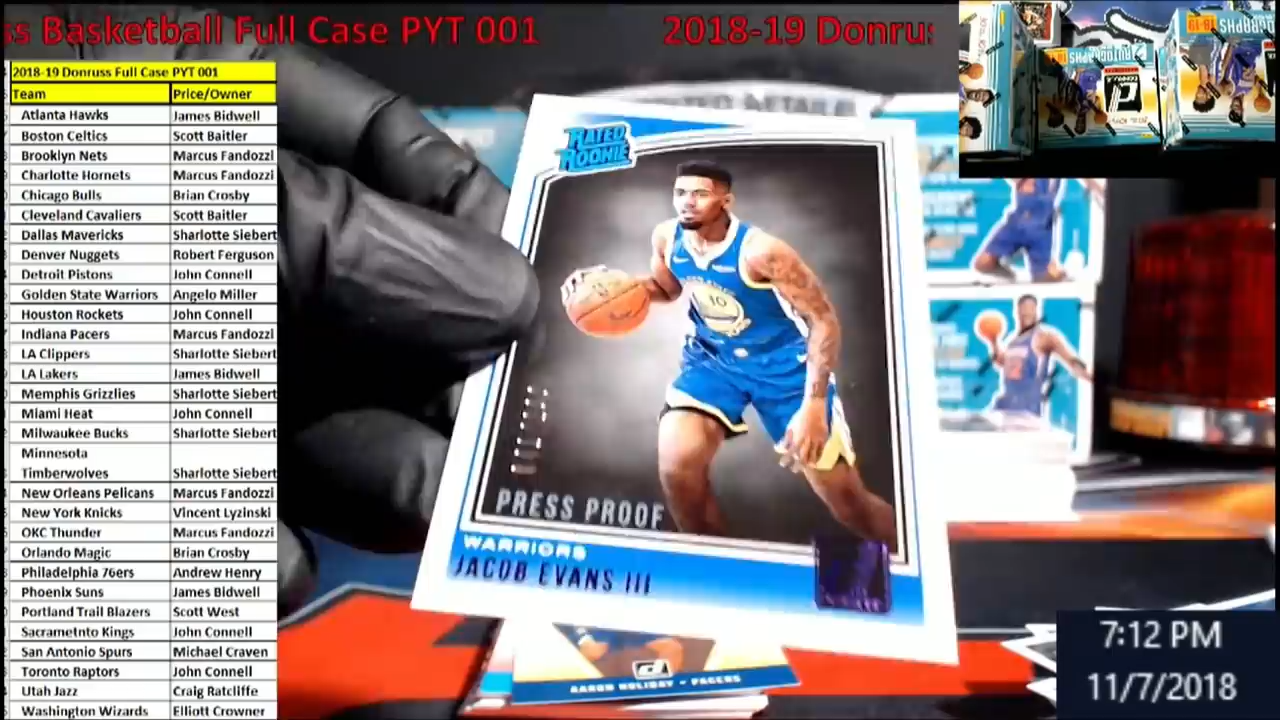 ss Basketball Full Case PYT 001
2018-19 Donrus
2018-19 Donruss Full Case PYT 001
Team Price/Owner
Atlanta Hawks James Bidwell
Boston Celtics Scott Baitler
Brooklyn Nets Marcus Fandozzi
Charlotte Hornets Marcus Fandozzi
Chicago Bulls Brian Crosby
Cleveland Cavaliers Scott Baitler
Dallas Mavericks Sharlotte Siebert
Denver Nuggets Robert Ferguson
Detroit Pistons John Connell
Golden State Warriors Angelo Miller
Houston Rockets John Connell
Indiana Pacers Marcus Fandozzi
LA Clippers Sharlotte Siebert
LA Lakers James Bidwell
Memphis Grizzlies Sharlotte Siebert
Miami Heat John Connell
Milwaukee Bucks Sharlotte Siebert
Minnesota
Timberwolves Sharlotte Siebert
New Orleans Pelicans Marcus Fandozzi
New York Knicks Vincent Lyzinski
OKC Thunder Marcus Fandozzi
Orlando Magic Brian Crosby
Philadelphia 76ers Andrew Henry
Phoenix Suns James Bidwell
Portland Trail Blazers Scott West
Sacrametnto Kings John Connell
San Antonio Spurs Michael Craven
Toronto Raptors John Connell
Utah Jazz Craig Ratcliffe
Washington Wizards Elliott Crowner
RATED
ROOKIE
10
PRESS PROOF
WARRIORS
JACOB EVANS III
AARON HOLIDAY • PACERS
AUTOGRAPHS
18-19
7:12 PM
11/7/2018